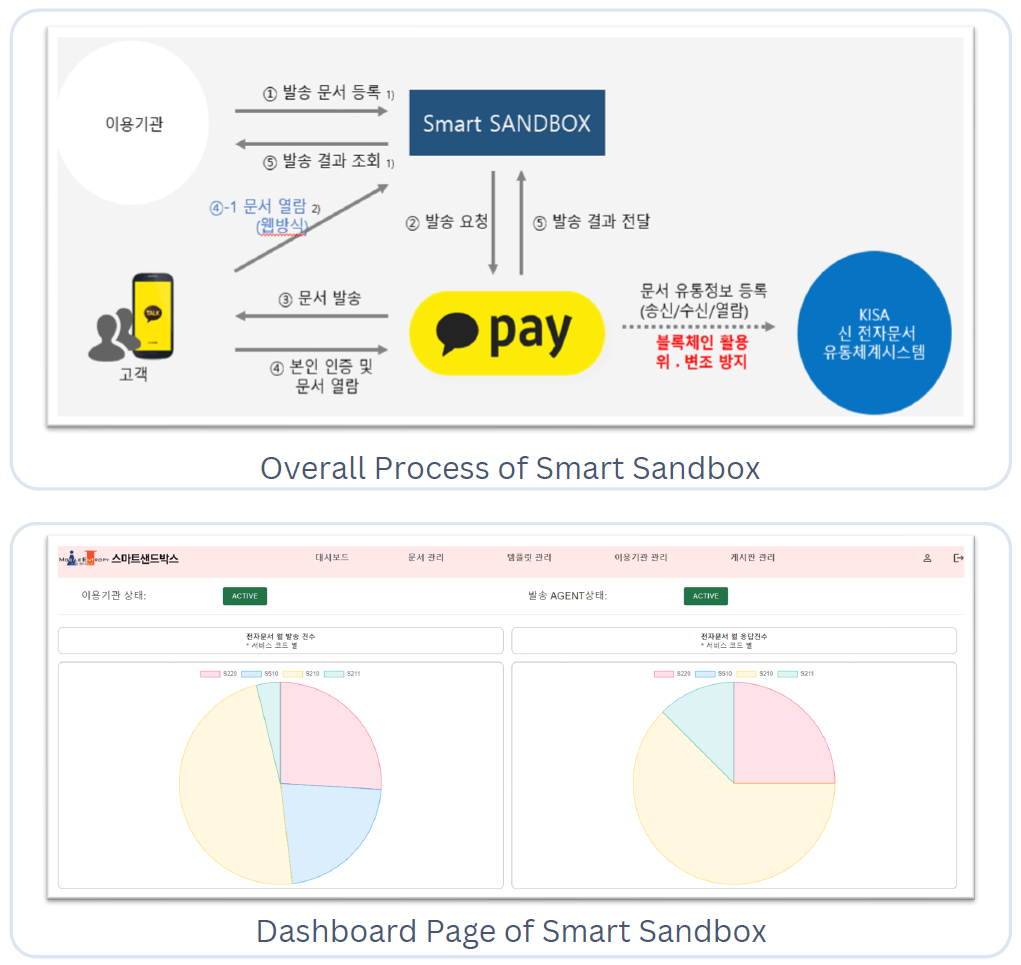 이용기관
① 발송 문서 등록 1)
Smart SANDBOX
⑤ 발송 결과 조회 1)
④-1 문서 열람 2)
(웹방식)
② 발송 요청
⑤ 발송 결과 전달
③ 문서 발송
TALK
고객
④ 본인 인증 및
문서 열람
pay
문서 유통정보 등록
(송신/수신/열람)
블록체인 활용
위 . 변조 방지
KISA
신 전자문서
유통체계시스템
Overall Process of Smart Sandbox
스마트샌드박스
대시보드
문서 관리
템플릿 관리
이용기관 관리
게시판 관리
이용기관 상태:
ACTIVE
발송 AGENT상태:
ACTIVE
전자문서 월 발송 건수
* 서비스 코드 별
전자문서 월 응답건수
* 서비스 코드 별
S220 S510 S210 S211
S220 S510 S210 S211
Dashboard Page of Smart Sandbox